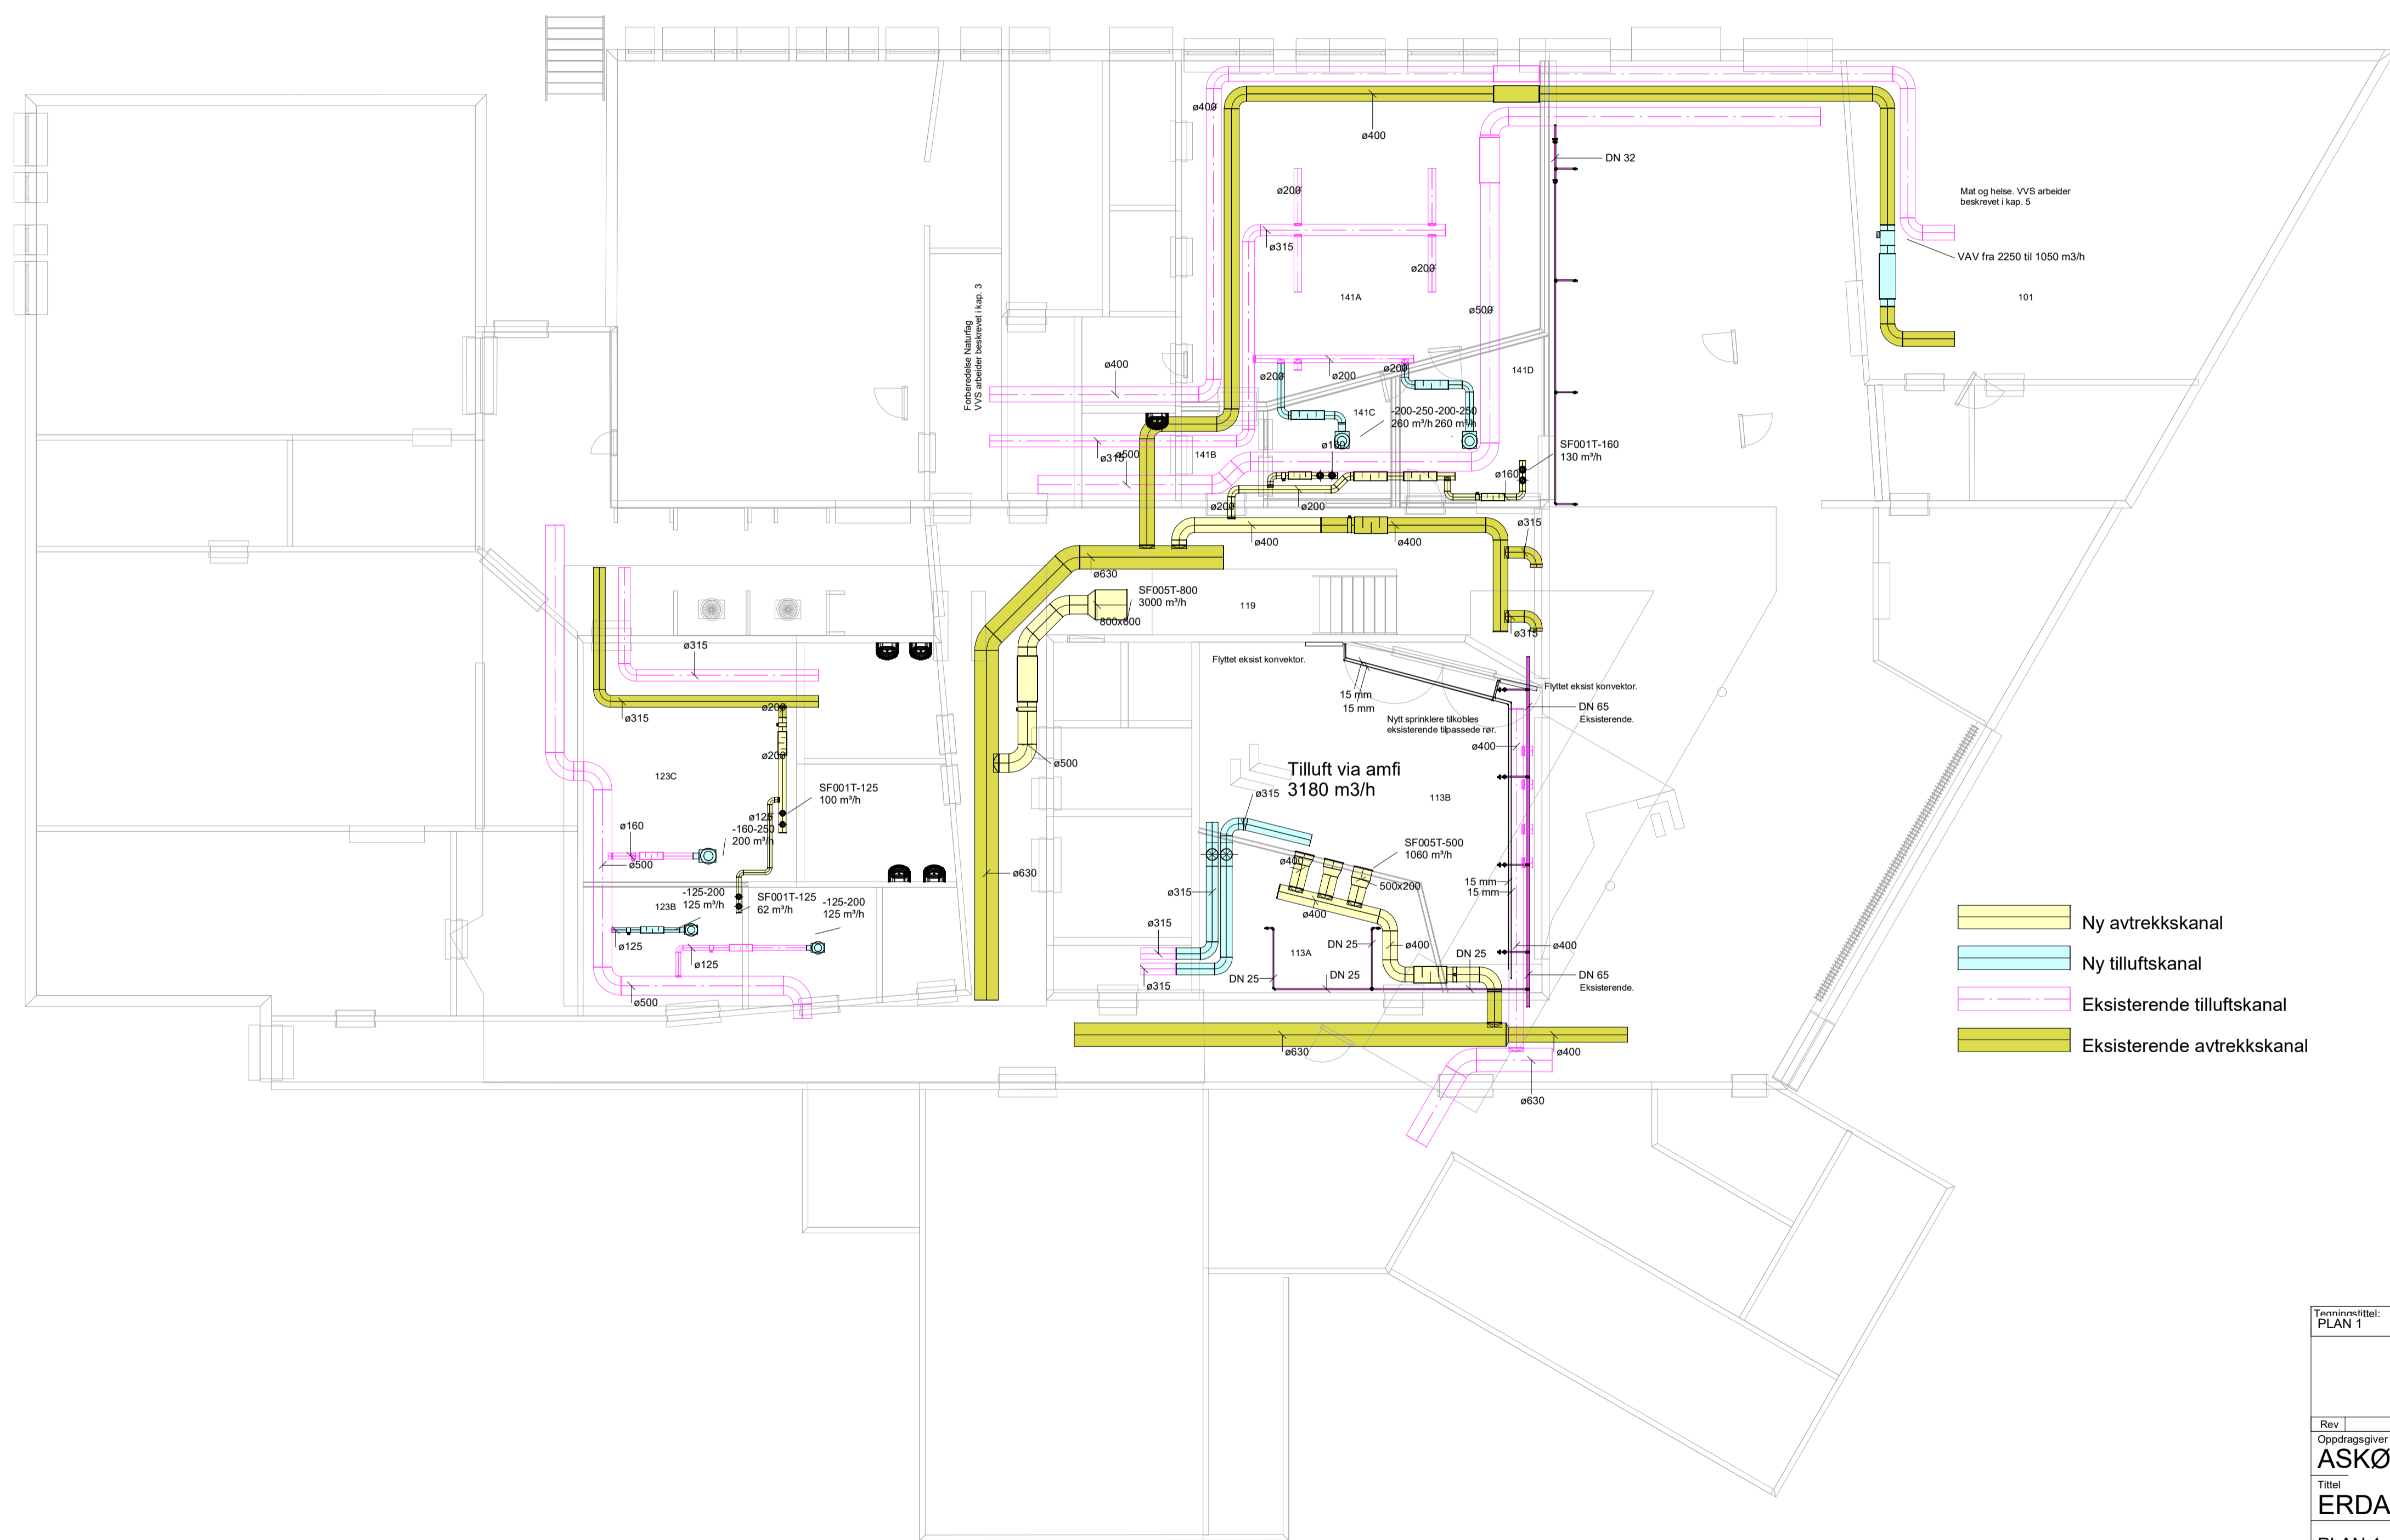 ø400
ø400
DN 32
Mat og helse. VVS arbeider
beskrevet i kap. 5
ø200
ø315
VAV fra 2250 til 1050 m3/h
ø200
141A
101
Forberedelse Naturfag
VVS arbeider beskrevet i kap. 3
ø500
ø400
ø200
ø200
ø200
141D
141C
-200-250
260 m³/h
-200-250
260 m³/h
ø160
SF001T-160
130 m³/h
ø315
ø500
141B
ø160
ø200
ø200
ø315
ø400
ø400
ø630
SF005T-800
3000 m³/h
119
800x600
ø315
ø315
Flyttet eksist konvektor.
Flyttet eksist konvektor.
15 mm
15 mm
DN 65
Eksisterende.
ø200
ø315
Nytt sprinklere tilkobles
eksisterende tilpassede rør.
ø400
ø200
ø500
123C
Tilluft via amfi
3180 m3/h
SF001T-125
100 m³/h
ø315
113B
ø125
ø160
-160-250
200 m³/h
SF005T-500
1060 m³/h
ø500
ø400
ø630
500x200
15 mm
15 mm
-125-200
125 m³/h
SF001T-125
62 m³/h
-125-200
125 m³/h
123B
ø315
ø400
Ny avtrekkskanal
ø315
ø125
DN 25
ø400
ø400
113A
DN 25
Ny tilluftskanal
ø125
ø315
DN 25
DN 25
DN 65
Eksisterende.
ø500
Eksisterende tilluftskanal
ø630
ø400
Eksisterende avtrekkskanal
ø630
Tegningstittel:
PLAN 1
Rev
Oppdragsgiver
ASKØ
Tittel
ERDA
PLAN 1